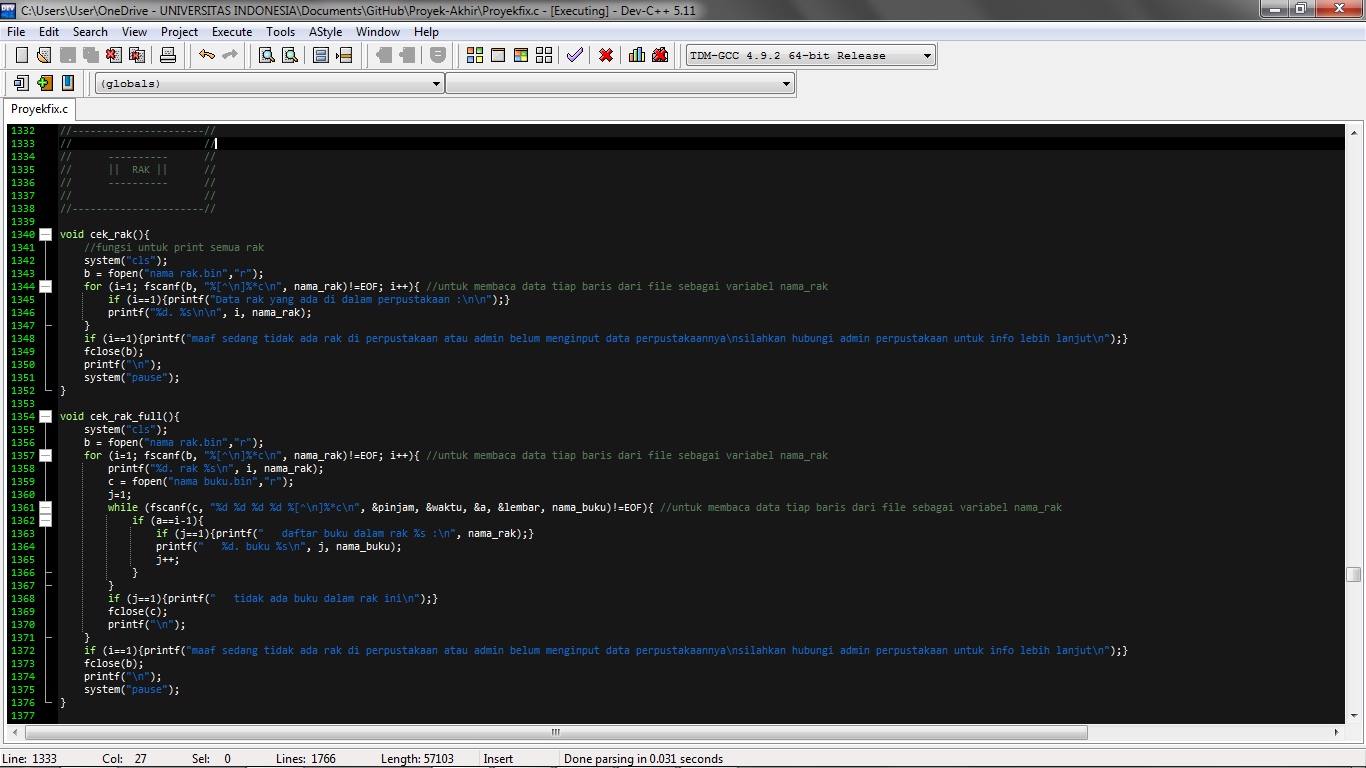 C:\Users\User\OneDrive - UNIVERSITAS INDONESIA\Documents\GitHub\Proyek-Akhir\Proyekfix.c - [Executing] - Dev-C++ 5.11
File Edit Search View Project Execute Tools AStyle Window Help
TDM-GCC 4.9.2 64-bit Release
(globals)
Proyekfix.c
1332 //----------------------//
1333 //                      //
1334 //      ----------      //
1335 //      ||  RAK ||      //
1336 //      ----------      //
1337 //                      //
1338 //----------------------//
1339
1340 void cek_rak(){
1341     //fungsi untuk print semua rak
1342     system("cls");
1343     b = fopen("nama rak.bin","r");
1344     for (i=1; fscanf(b, "%[^\n]%*c\n", nama_rak)!=EOF; i++){ //untuk membaca data tiap baris dari file sebagai variabel nama_rak
1345         if (i==1){printf("Data rak yang ada di dalam perpustakaan :\n\n");}
1346         printf("%d. %s\n\n", i, nama_rak);
1347     }
1348     if (i==1){printf("maaf sedang tidak ada rak di perpustakaan atau admin belum menginput data perpustakaannya\nsilahkan hubungi admin perpustakaan untuk info lebih lanjut\n");}
1349     fclose(b);
1350     printf("\n");
1351     system("pause");
1352 }
1353
1354 void cek_rak_full(){
1355     system("cls");
1356     b = fopen("nama rak.bin","r");
1357     for (i=1; fscanf(b, "%[^\n]%*c\n", nama_rak)!=EOF; i++){ //untuk membaca data tiap baris dari file sebagai variabel nama_rak
1358         printf("%d. rak %s\n", i, nama_rak);
1359         c = fopen("nama buku.bin","r");
1360         j=1;
1361         while (fscanf(c, "%d %d %d %d %[^\n]%*c\n", &pinjam, &waktu, &a, &lembar, nama_buku)!=EOF){ //untuk membaca data tiap baris dari file sebagai variabel nama_rak
1362             if (a==i-1){
1363                 if (j==1){printf("   daftar buku dalam rak %s :\n", nama_rak);}
1364                 printf("   %d. buku %s\n", j, nama_buku);
1365                 j++;
1366             }
1367         }
1368         if (j==1){printf("   tidak ada buku dalam rak ini\n");}
1369         fclose(c);
1370         printf("\n");
1371     }
1372     if (i==1){printf("maaf sedang tidak ada rak di perpustakaan atau admin belum menginput data perpustakaannya\nsilahkan hubungi admin perpustakaan untuk info lebih lanjut\n");}
1373     fclose(b);
1374     printf("\n");
1375     system("pause");
1376 }
1377
Line: 1333 Col: 27 Sel: 0 Lines: 1766 Length: 57103 Insert Done parsing in 0.031 seconds